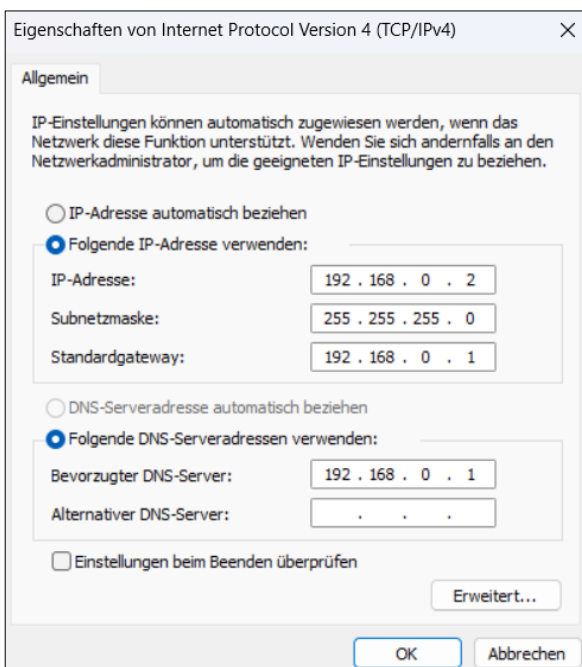 Eigenschaften von Internet Protocol Version 4 (TCP/IPv4)
Allgemein
IP-Einstellungen können automatisch zugewiesen werden, wenn das
Netzwerk diese Funktion unterstützt. Wenden Sie sich andernfalls an den
Netzwerkadministrator, um die geeigneten IP-Einstellungen zu beziehen.
IP-Adresse automatisch beziehen
Folgende IP-Adresse verwenden:
IP-Adresse: 192 . 168 . 0 . 2
Subnetzmaske: 255 . 255 . 255 . 0
Standardgateway: 192 . 168 . 0 . 1
DNS-Serveradresse automatisch beziehen
Folgende DNS-Serveradressen verwenden:
Bevorzugter DNS-Server: 192 . 168 . 0 . 1
Alternativer DNS-Server: . . .
Einstellungen beim Beenden überprüfen
Erweitert...
OK Abbrechen